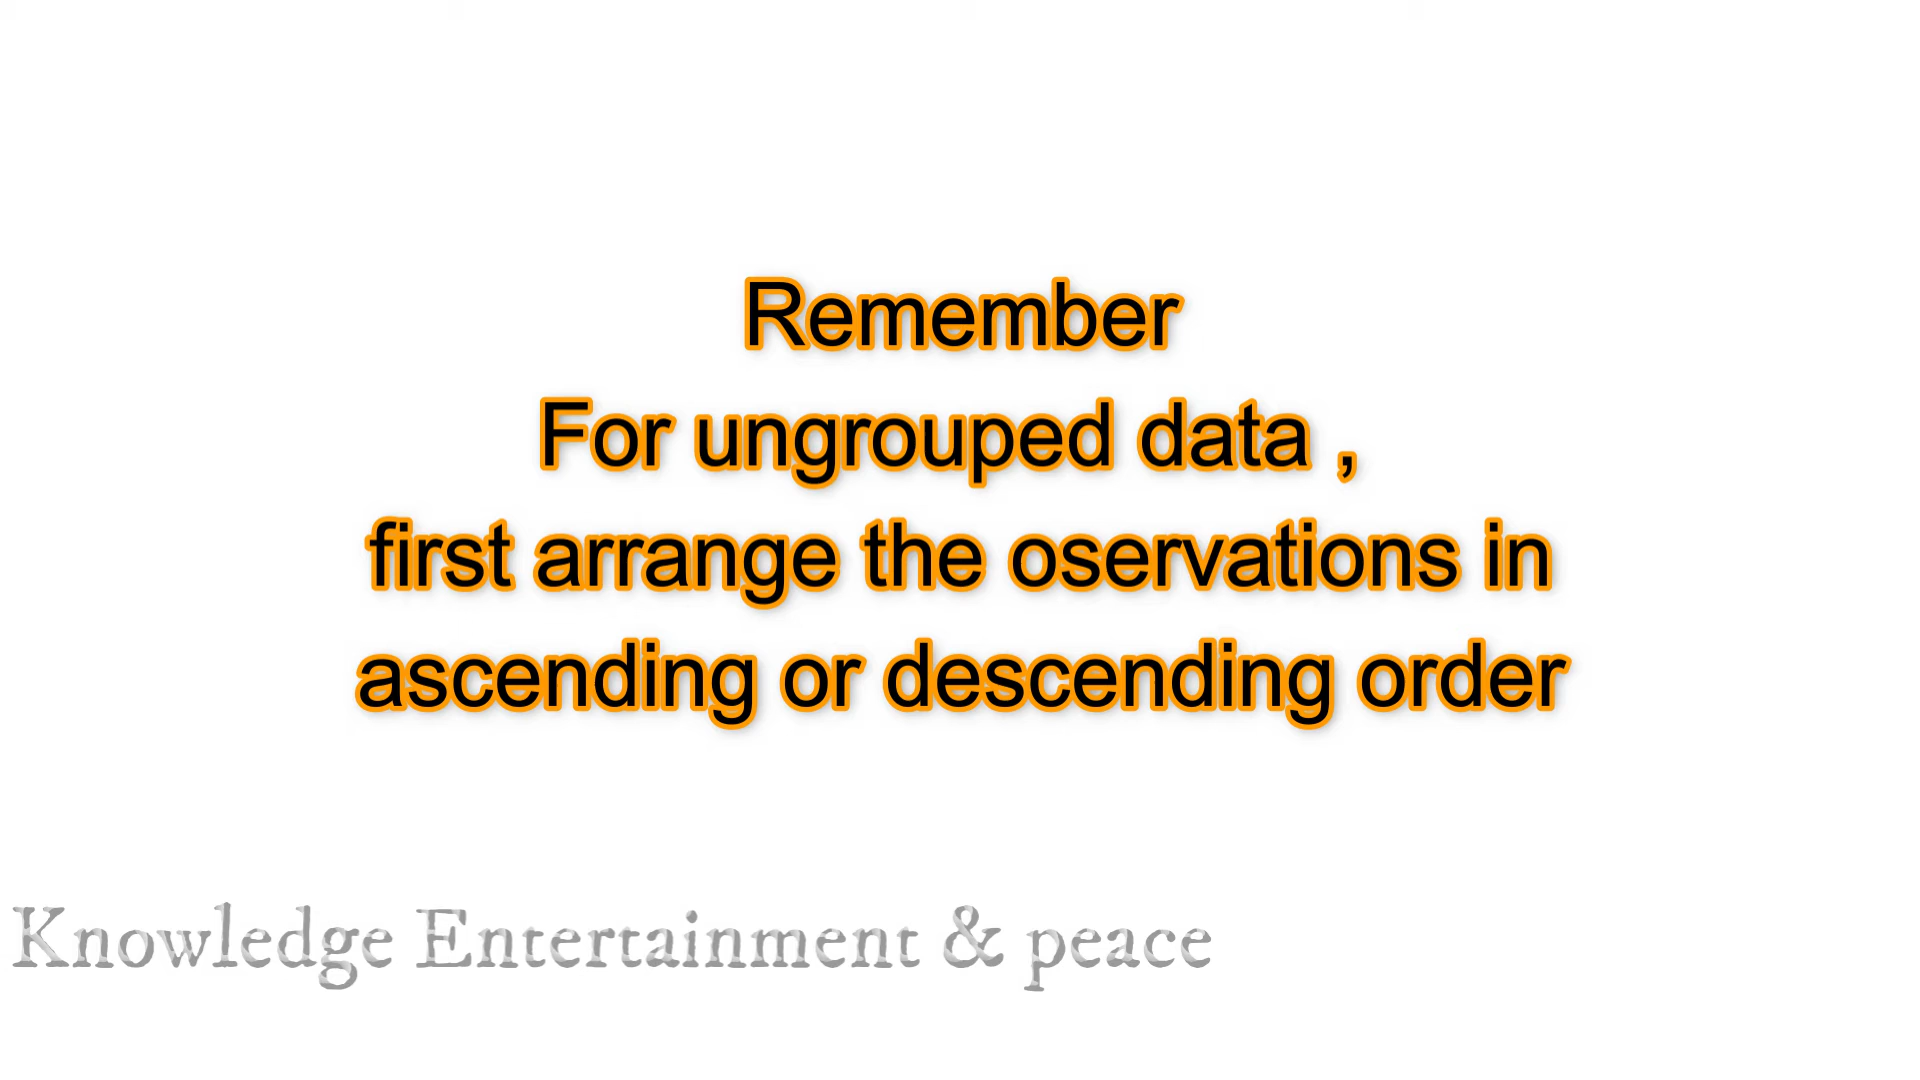 Remember
For ungrouped data ,
first arrange the oservations in
ascending or descending order
Knowledge Entertainment & peace